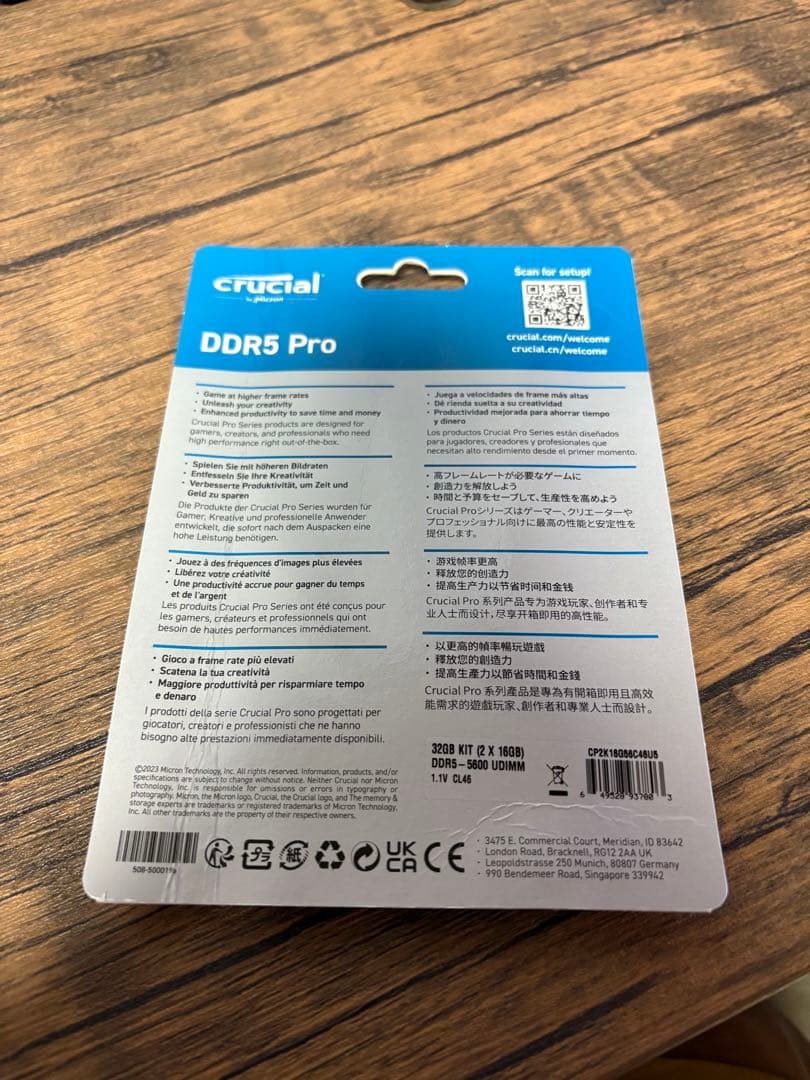 crucial
by Micron
DDR5 Pro
Scan for setup!
crucial.com/welcome
crucial.cn/welcome
• Game at higher frame rates
• Unleash your creativity
• Enhanced productivity to save time and money
Crucial Pro Series products are designed for
gamers, creators, and professionals who need
high performance right out-of-the-box.
• Spielen Sie mit höheren Bildraten
• Entfesseln Sie Ihre Kreativität
• Verbesserte Produktivität, um Zeit und
Geld zu sparen
Die Produkte der Crucial Pro Series wurden für
Gamer, Kreative und professionelle Anwender
entwickelt, die sofort nach dem Auspacken eine
hohe Leistung benötigen.
• Jouez à des fréquences d'images plus élevées
• Libérez votre créativité
• Une productivité accrue pour gagner du temps
et de l'argent
Les produits Crucial Pro Series ont été conçus pour
les gamers, créateurs et professionnels qui ont
besoin de hautes performances immédiatement.
• Gioco a frame rate più elevati
• Scatena la tua creatività
• Maggiore produttività per risparmiare tempo
e denaro
I prodotti della serie Crucial Pro sono progettati per
giocatori, creatori e professionisti che ne hanno
bisogno alte prestazioni immediatamente disponibili.
• Juega a velocidades de frame más altas
• Dé rienda suelta a su creatividad
• Productividad mejorada para ahorrar tiempo
y dinero
Los productos Crucial Pro Series están diseñados
para jugadores, creadores y profesionales que
necesitan alto rendimiento desde el primer momento.
・高フレームレートが必要なゲームに
・創造力を解放しよう
・時間と予算をセーブして、生産性を高めよう
Crucial Proシリーズはゲーマー、クリエーターや
プロフェッショナル向けに最高の性能と安定性を
提供します。
・游戏帧率更高
・释放您的创造力
・提高生产力以节省时间和金钱
Crucial Pro 系列产品专为游戏玩家、创作者和专
业人士而设计，尽享开箱即用的高性能。
・以更高的幀率暢玩遊戲
・釋放您的創造力
・提高生產力以節省時間和金錢
Crucial Pro 系列產品是專為有開箱即用且高效
能需求的遊戲玩家、創作者和專業人士而設計。
©2023 Micron Technology, Inc. All rights reserved. Information, products, and/or
specifications are subject to change without notice. Neither Crucial nor Micron
Technology, Inc. is responsible for omissions or errors in typography or
photography. Micron, the Micron logo, Crucial, the Crucial logo, and The memory &
storage experts are trademarks or registered trademarks of Micron Technology,
Inc. All other trademarks are the property of their respective owners.
32GB KIT (2 X 16GB)
DDR5-5600 UDIMM
1.1V CL46
CP2K16G56C46U5
6 49528 93780 3
プラ
紙
UK
CA
CE
• 3475 E. Commercial Court, Meridian, ID 83642
• London Road, Bracknell, RG12 2AA UK
• Leopoldstrasse 250 Munich, 80807 Germany
• 990 Bendemeer Road, Singapore 339942